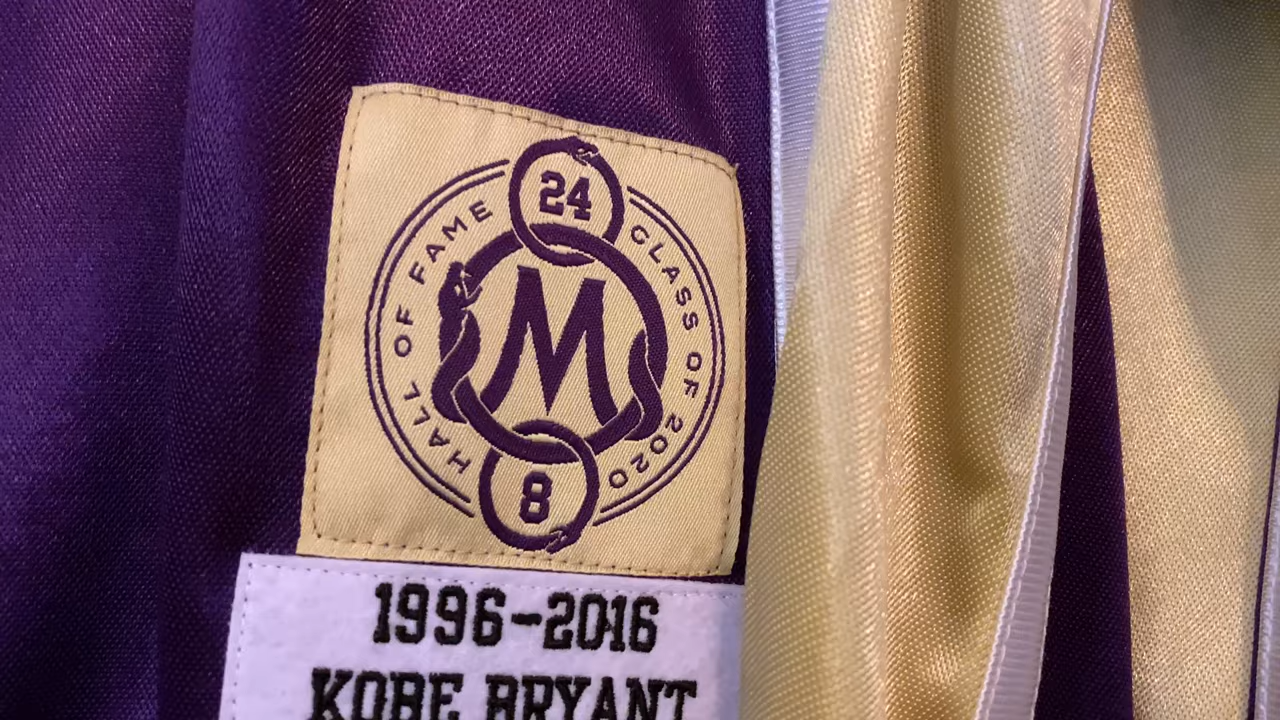 24
HALL OF FAME
CLASS OF 2020
M
8
1996-2016
KOBE BRYANT